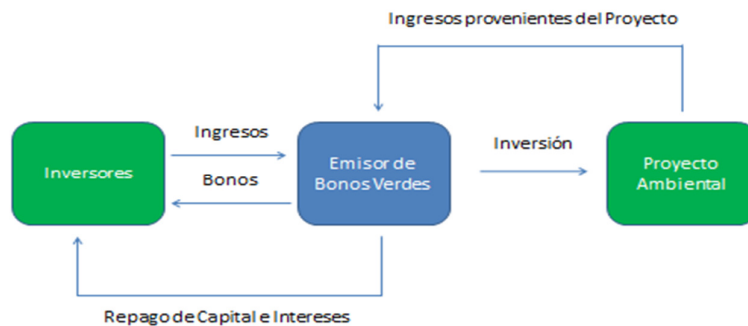 Ingresos provenientes del Proyecto
Ingresos
Inversores
Bonos
Emisor de
Bonos Verdes
Inversión
Proyecto
Ambiental
Repago de Capital e Intereses